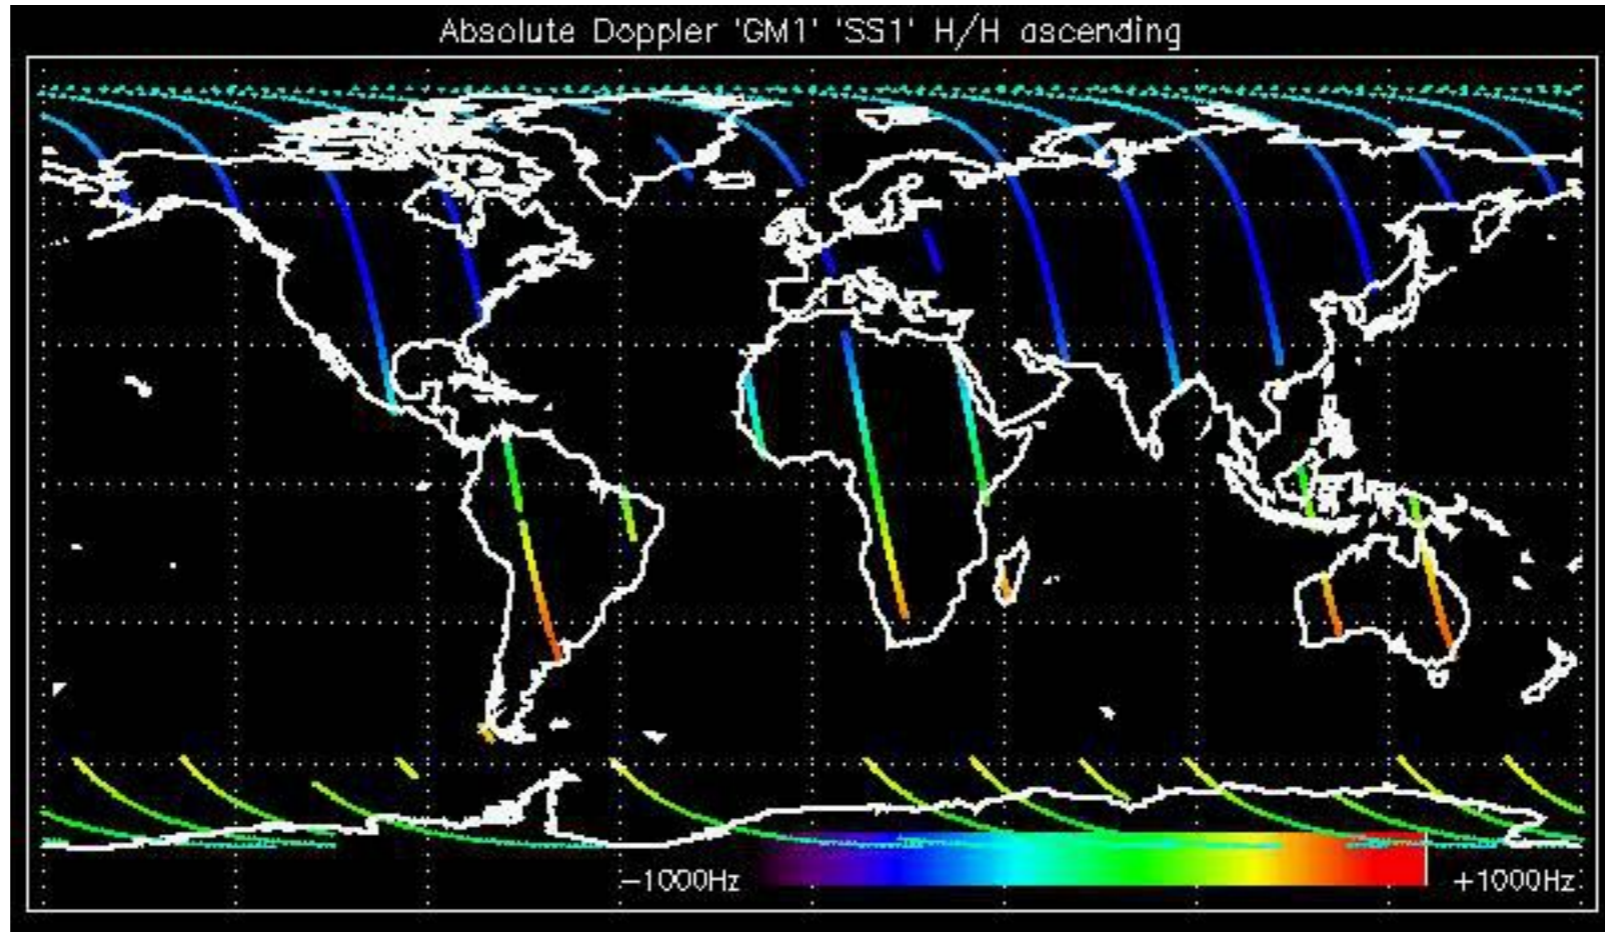 Absolute Doppler 'GM1' 'SS1' H/H ascending
−1000Hz
+1000Hz